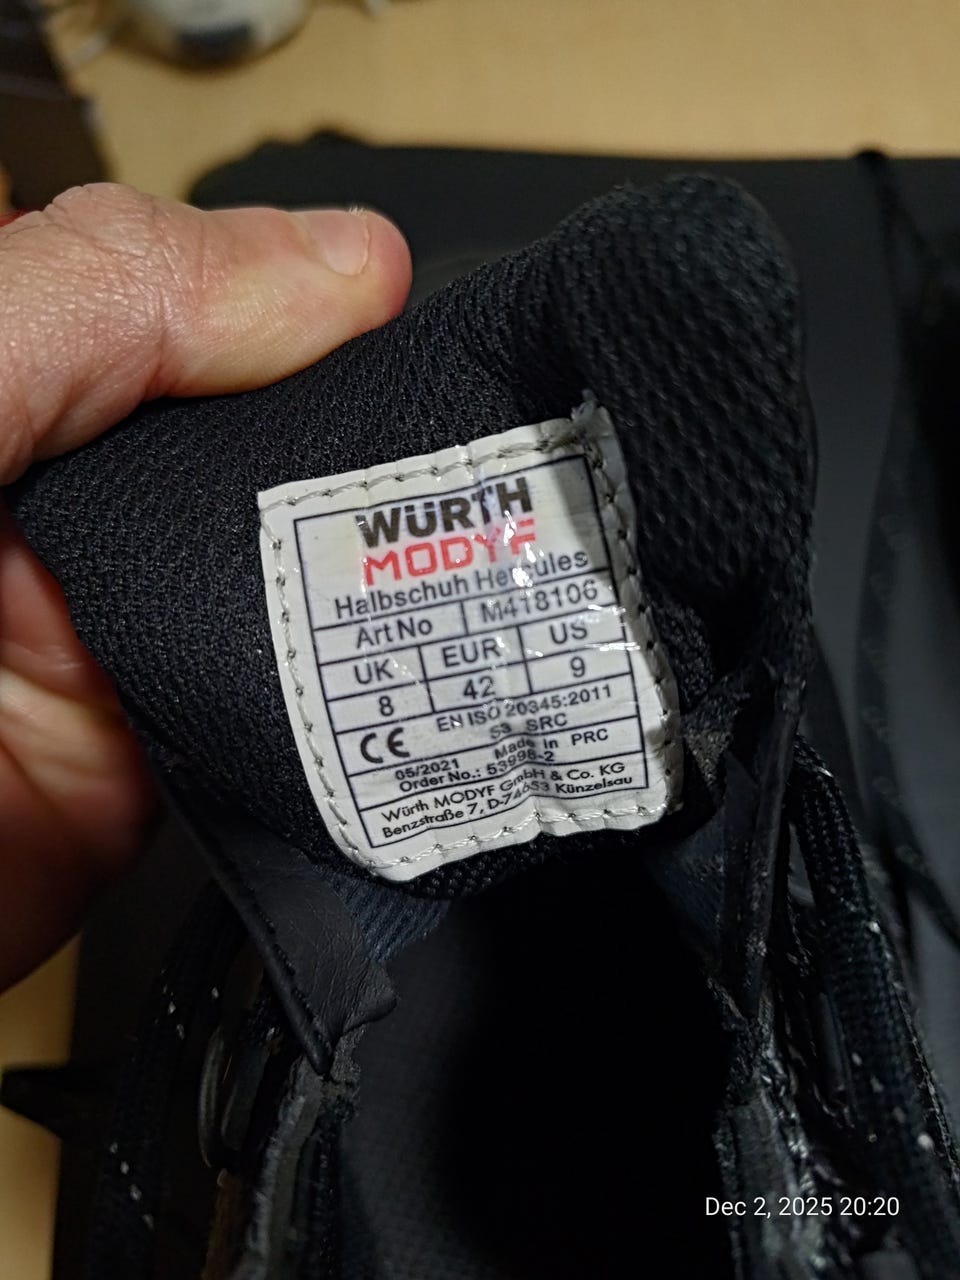 WÜRTH
MODYF
Halbschuh Hercules
Art No M418106
UK EUR US
8 42 9
CE EN ISO 20345:2011
S3 SRC
05/2021 Made in PRC
Order No.: 53998-2
Würth MODYF GmbH & Co. KG
Benzstraße 7, D-74653 Künzelsau
Dec 2, 2025 20:20